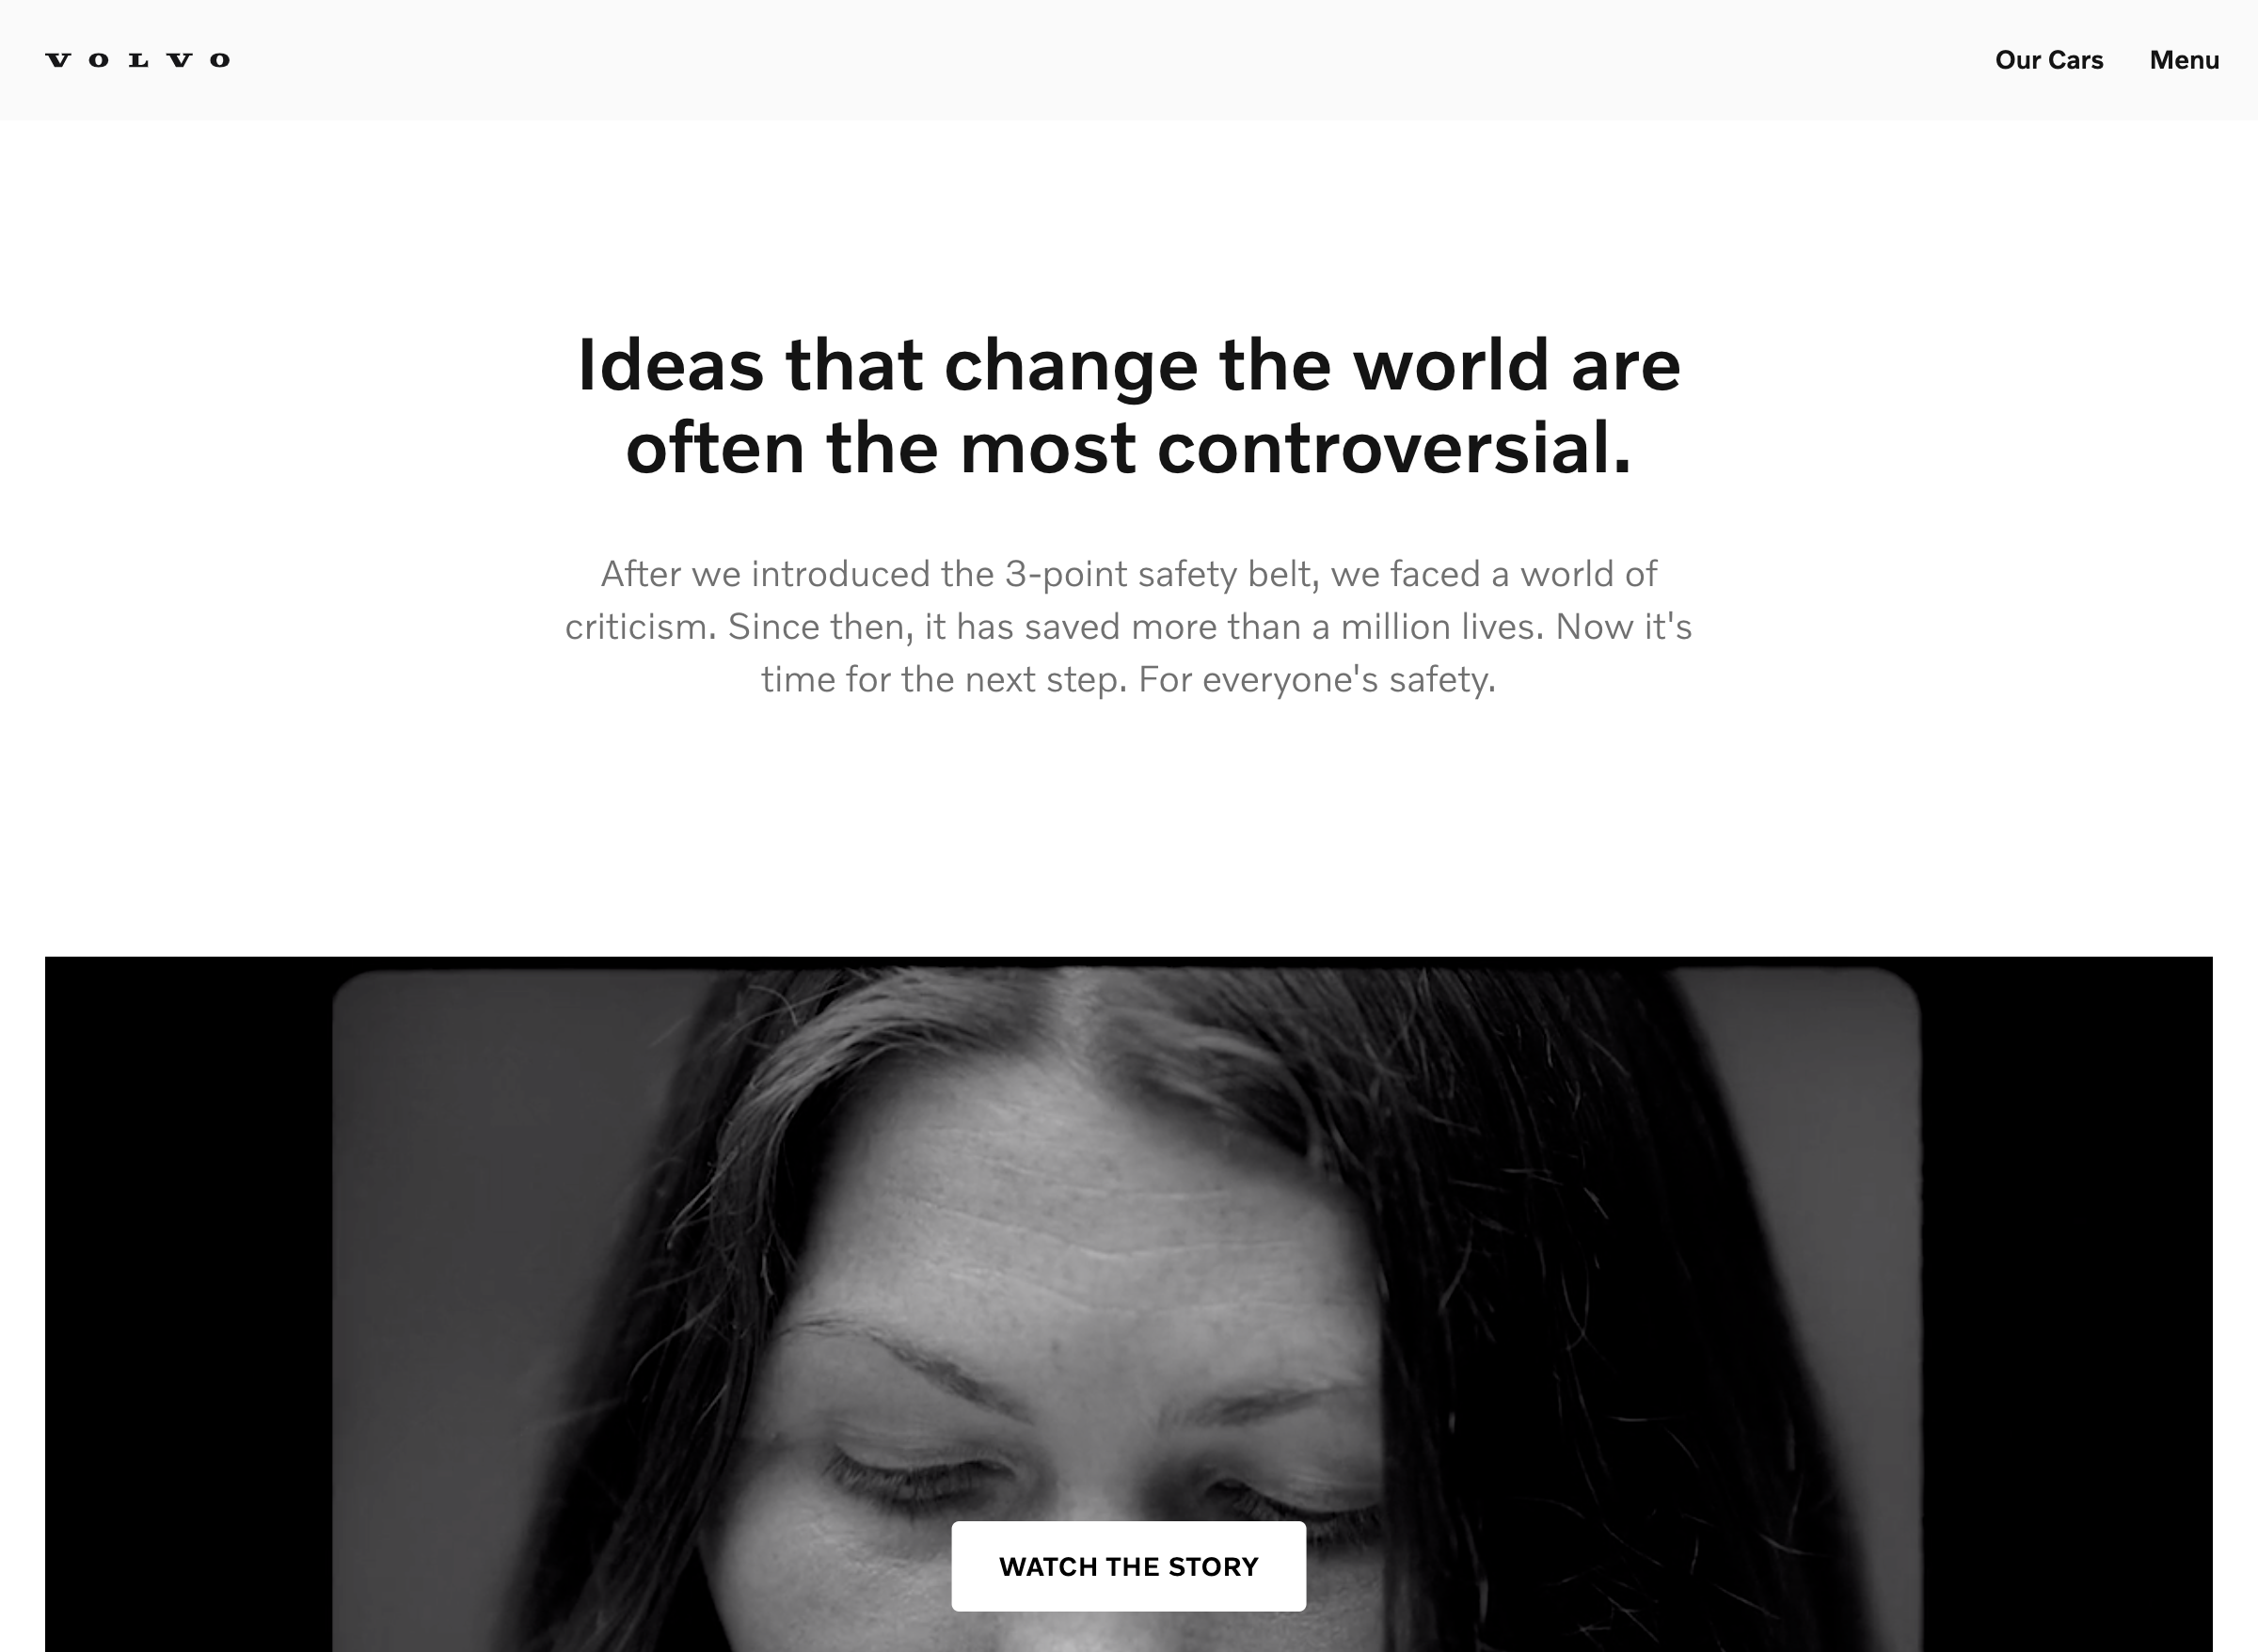 VOLVO
Our Cars
Menu
Ideas that change the world are
often the most controversial.
After we introduced the 3-point safety belt, we faced a world of
criticism. Since then, it has saved more than a million lives. Now it's
time for the next step. For everyone's safety.
WATCH THE STORY